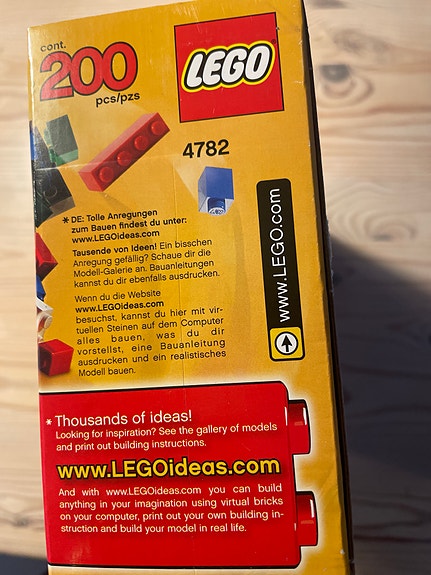 cont.
200
pcs/pzs
LEGO
4782
www.LEGO.com
* DE: Tolle Anregungen
zum Bauen findest du unter:
www.LEGOideas.com
Tausende von Ideen! Ein bisschen
Anregung gefällig? Schaue dir die
Modell-Galerie an. Bauanleitungen
kannst du dir ebenfalls ausdrucken.
Wenn du die Website
www.LEGOideas.com
besuchst, kannst du hier mit vir-
tuellen Steinen auf dem Computer
alles bauen, was du dir
vorstellst, eine Bauanleitung
ausdrucken und ein realistisches
Modell bauen.
* Thousands of ideas!
Looking for inspiration? See the gallery of models
and print out building instructions.
www.LEGOideas.com
And with www.LEGOideas.com you can build
anything in your imagination using virtual bricks
on your computer, print out your own building in-
struction and build your model in real life.